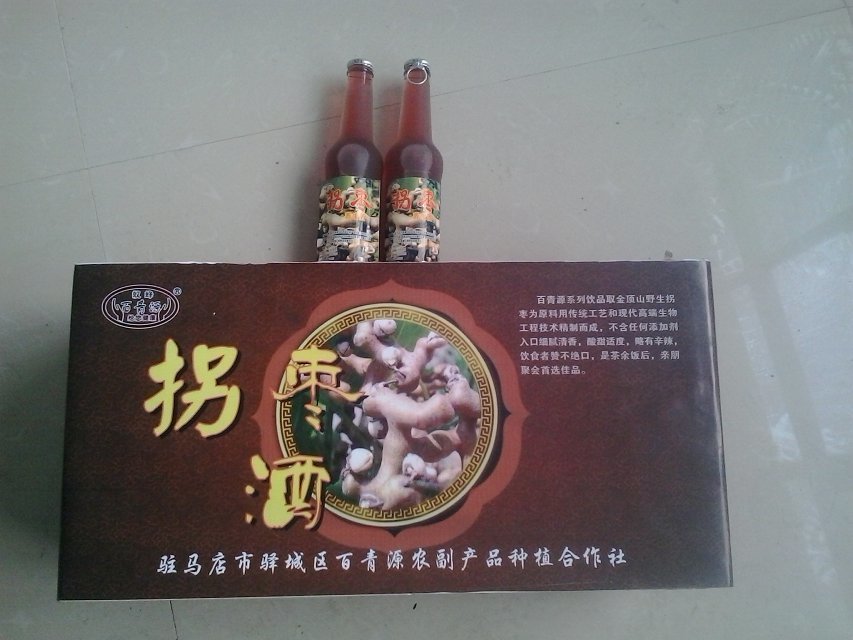 拐枣
拐枣
百青源
拐枣酒
百青源系列饮品取金顶山野生拐
枣为原料用传统工艺和现代高端生物
工程技术精制而成，不含任何添加剂
入口细腻清香，酸甜适度，略有辛辣，
饮食者赞不绝口，是茶余饭后，亲朋
聚会首选佳品。
驻马店市驿城区百青源农副产品种植合作社